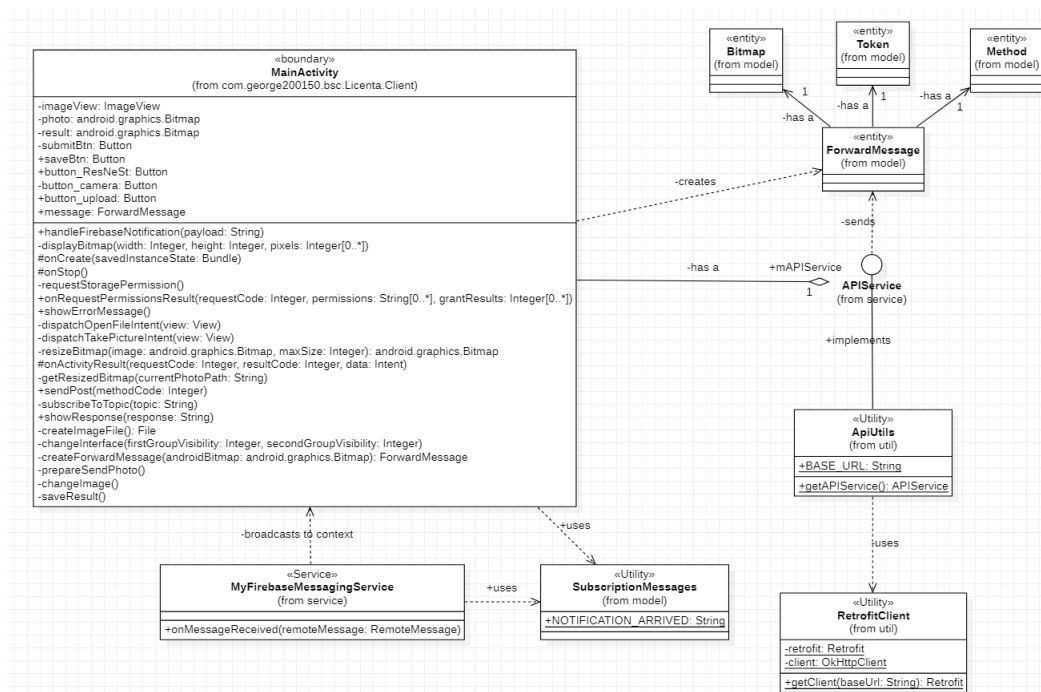 «boundary»
MainActivity
(from com.george200150.bsc.Licenta.Client)
-imageView: ImageView
-photo: android.graphics.Bitmap
-result: android.graphics.Bitmap
-submitBtn: Button
+saveBtn: Button
+button_ResNeSt: Button
-button_camera: Button
+button_upload: Button
+message: ForwardMessage
+handleFirebaseNotification(payload: String)
-displayBitmap(width: Integer, height: Integer, pixels: Integer[0..*])
#onCreate(savedInstanceState: Bundle)
#onStop()
-requestStoragePermission()
+onRequestPermissionsResult(requestCode: Integer, permissions: String[0..*], grantResults: Integer[0..*])
+showErrorMessage()
-dispatchOpenFileIntent(view: View)
-dispatchTakePictureIntent(view: View)
-resizeBitmap(image: android.graphics.Bitmap, maxSize: Integer): android.graphics.Bitmap
#onActivityResult(requestCode: Integer, resultCode: Integer, data: Intent)
-getResizedBitmap(currentPhotoPath: String)
+sendPost(methodCode: Integer)
-subscribeToTopic(topic: String)
+showResponse(response: String)
-createImageFile(): File
-changeInterface(firstGroupVisibility: Integer, secondGroupVisibility: Integer)
-createForwardMessage(androidBitmap: android.graphics.Bitmap): ForwardMessage
-prepareSendPhoto()
-changeImage()
-saveResult()
«entity»
Bitmap
(from model)
«entity»
Token
(from model)
«entity»
Method
(from model)
1
-has a
1
-has a
1
-has a
«entity»
ForwardMessage
(from model)
-creates
-sends
-has a
+mAPIService
1
APIService
(from service)
+implements
«Utility»
ApiUtils
(from util)
+BASE_URL: String
+getAPIService(): APIService
-uses
«Utility»
RetrofitClient
(from util)
-retrofit: Retrofit
-client: OkHttpClient
+getClient(baseUrl: String): Retrofit
-broadcasts to context
+uses
«Service»
MyFirebaseMessagingService
(from service)
+onMessageReceived(remoteMessage: RemoteMessage)
+uses
«Utility»
SubscriptionMessages
(from model)
+NOTIFICATION_ARRIVED: String